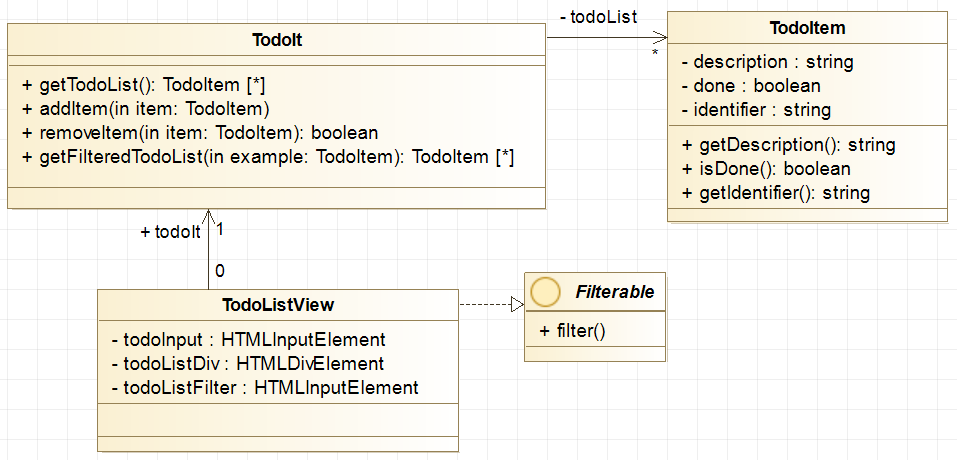 TodoIt
+ getTodoList(): TodoItem [*]
+ addItem(in item: TodoItem)
+ removeItem(in item: TodoItem): boolean
+ getFilteredTodoList(in example: TodoItem): TodoItem [*]
- todoList
*
TodoItem
- description : string
- done : boolean
- identifier : string
+ getDescription(): string
+ isDone(): boolean
+ getIdentifier(): string
+ todoIt
1
0
TodoListView
- todoInput : HTMLInputElement
- todoListDiv : HTMLDivElement
- todoListFilter : HTMLInputElement
Filterable
+ filter()